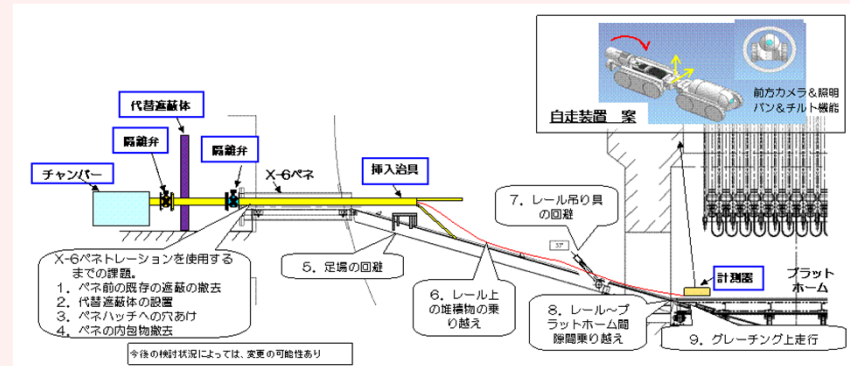 前方カメラ&照明
パン&チルト機能
自走装置　案
代替遮蔽体
隔離弁
隔離弁
チャンバー
X-6ペネ
挿入治具
7．レール吊り具
の回避
X-6ペネトレーションを使用する
までの課題。
1．ペネ前の既存の遮蔽の撤去
2．代替遮蔽体の設置
3．ペネハッチへの穴あけ
4．ペネの内包物撤去
5．足場の回避
6．レール上
の堆積物の乗
り越え
計測器
プラット
ホーム
8．レール～プ
ラットホーム間
隙間乗り越え
9．グレーチング上走行
今後の検討状況によっては、変更の可能性あり